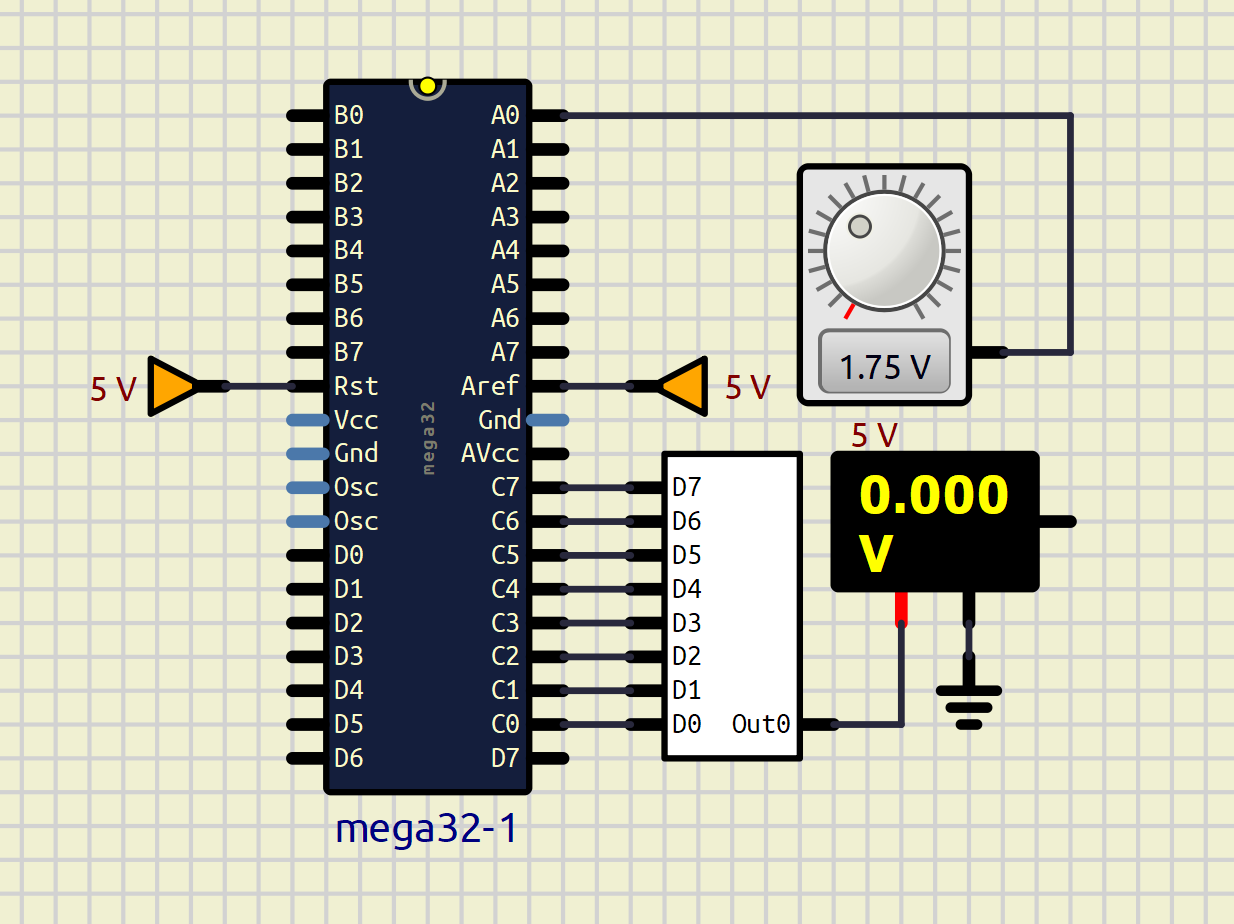 B0 A0
B1 A1
B2 A2
B3 A3
B4 A4
B5 A5
B6 A6
B7 A7
5 V Rst Aref 5 V
Vcc Gnd
Gnd AVcc
Osc C7
Osc C6
D0 C5
D1 C4
D2 C3
D3 C2
D4 C1
D5 C0
D6 D7
mega32
mega32-1
1.75 V
5 V
0.000
V
D7
D6
D5
D4
D3
D2
D1
D0 Out0